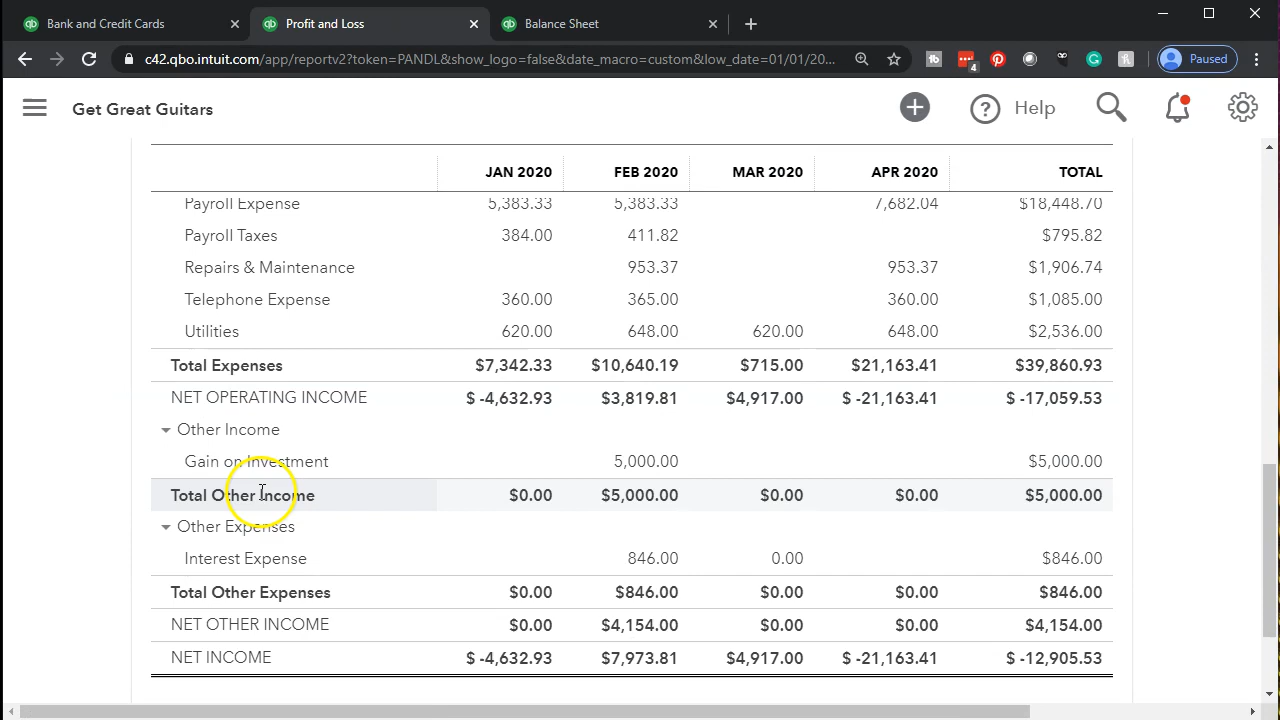 Bank and Credit Cards
Profit and Loss
Balance Sheet
c42.qbo.intuit.com/app/reportv2?token=PANDL&show_logo=false&date_macro=custom&low_date=01/01/20...
4
Paused
Get Great Guitars
Help
JAN 2020 FEB 2020 MAR 2020 APR 2020 TOTAL
Payroll Expense 5,383.33 5,383.33 7,682.04 $18,448.70
Payroll Taxes 384.00 411.82 $795.82
Repairs & Maintenance 953.37 953.37 $1,906.74
Telephone Expense 360.00 365.00 360.00 $1,085.00
Utilities 620.00 648.00 620.00 648.00 $2,536.00
Total Expenses $7,342.33 $10,640.19 $715.00 $21,163.41 $39,860.93
NET OPERATING INCOME $ -4,632.93 $3,819.81 $4,917.00 $ -21,163.41 $ -17,059.53
Other Income
Gain on Investment 5,000.00 $5,000.00
Total Other Income $0.00 $5,000.00 $0.00 $0.00 $5,000.00
Other Expenses
Interest Expense 846.00 0.00 $846.00
Total Other Expenses $0.00 $846.00 $0.00 $0.00 $846.00
NET OTHER INCOME $0.00 $4,154.00 $0.00 $0.00 $4,154.00
NET INCOME $ -4,632.93 $7,973.81 $4,917.00 $ -21,163.41 $ -12,905.53